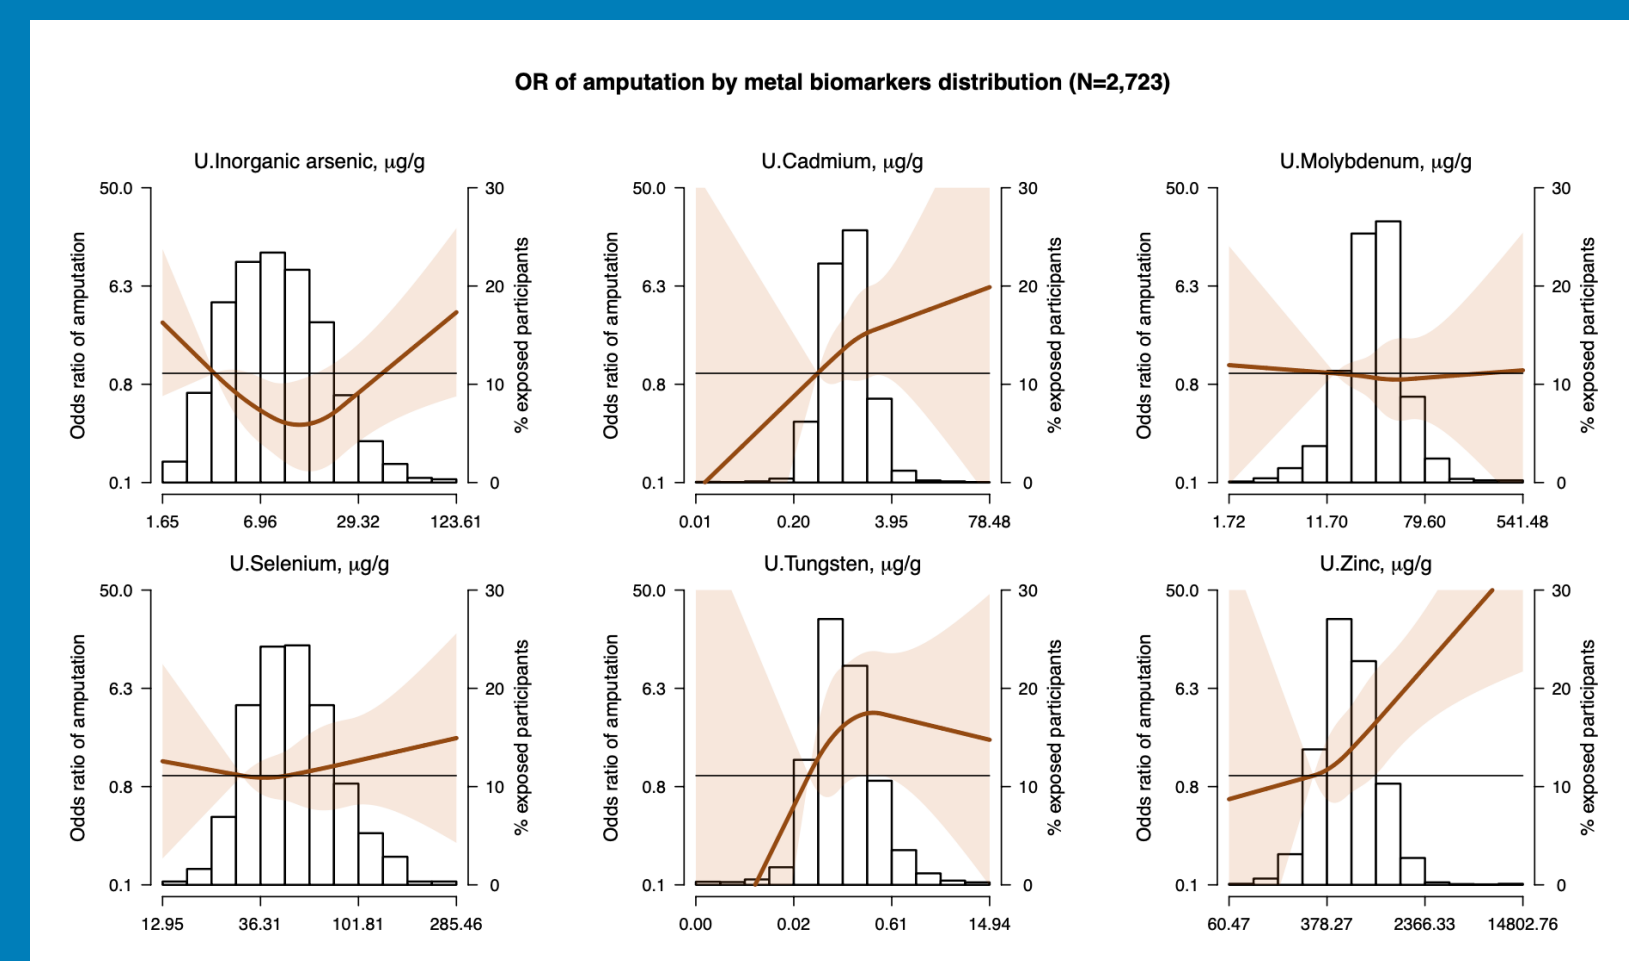 OR of amputation by metal biomarkers distribution (N=2,723)
U.Inorganic arsenic, μg/g
50.0
6.3
0.8
0.1
Odds ratio of amputation
30
20
10
0
% exposed participants
1.65 6.96 29.32 123.61
U.Cadmium, μg/g
50.0
6.3
0.8
0.1
Odds ratio of amputation
30
20
10
0
% exposed participants
0.01 0.20 3.95 78.48
U.Molybdenum, μg/g
50.0
6.3
0.8
0.1
Odds ratio of amputation
30
20
10
0
% exposed participants
1.72 11.70 79.60 541.48
U.Selenium, μg/g
50.0
6.3
0.8
0.1
Odds ratio of amputation
30
20
10
0
% exposed participants
12.95 36.31 101.81 285.46
U.Tungsten, μg/g
50.0
6.3
0.8
0.1
Odds ratio of amputation
30
20
10
0
% exposed participants
0.00 0.02 0.61 14.94
U.Zinc, μg/g
50.0
6.3
0.8
0.1
Odds ratio of amputation
30
20
10
0
% exposed participants
60.47 378.27 2366.33 14802.76